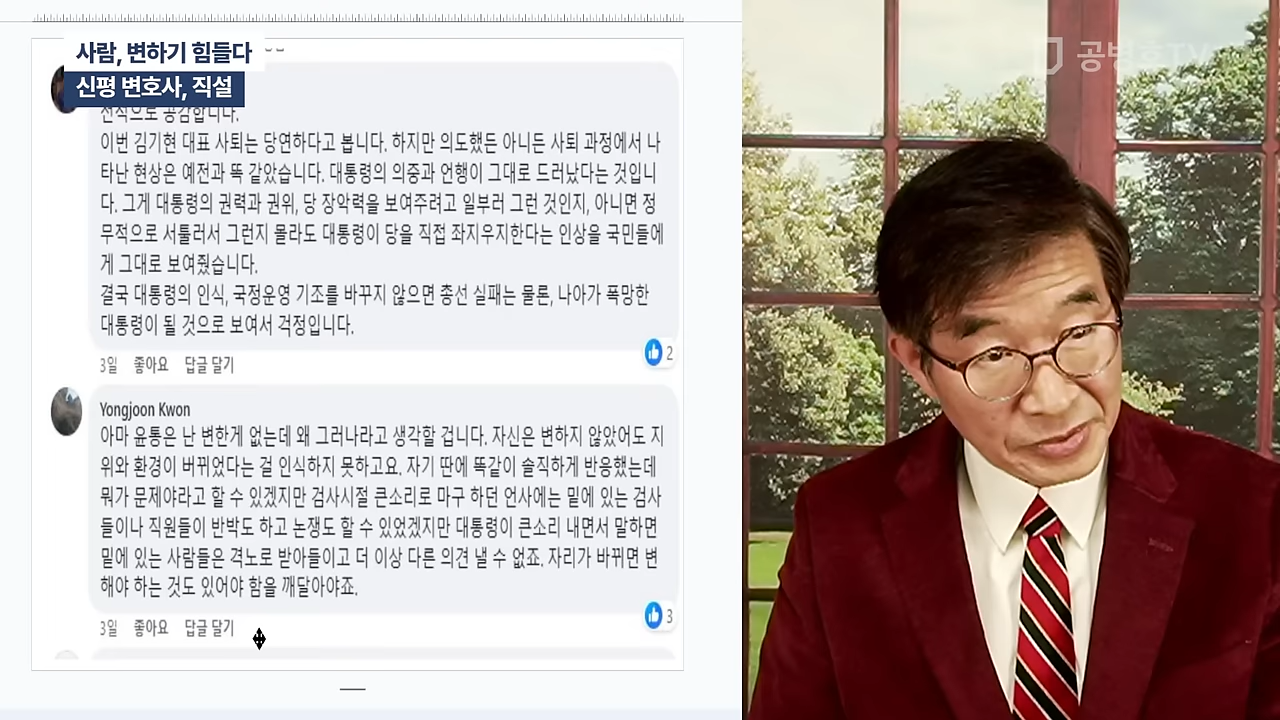 사람, 변하기 힘들다
신평 변호사, 직설
공병호TV
전적으로 공감합니다.
이번 김기현 대표 사퇴는 당연하다고 봅니다. 하지만 의도했든 아니든 사퇴 과정에서 나
타난 현상은 예전과 똑 같았습니다. 대통령의 의중과 언행이 그대로 드러났다는 것입니
다. 그게 대통령의 권력과 권위, 당 장악력을 보여주려고 일부러 그런 것인지, 아니면 정
무적으로 서툴러서 그런지 몰라도 대통령이 당을 직접 좌지우지한다는 인상을 국민들에
게 그대로 보여줬습니다.
결국 대통령의 인식, 국정운영 기조를 바꾸지 않으면 총선 실패는 물론, 나아가 폭망한
대통령이 될 것으로 보여서 걱정입니다.
3일 좋아요 답글 달기
2
Yongjoon Kwon
아마 윤통은 난 변한게 없는데 왜 그러나라고 생각할 겁니다. 자신은 변하지 않았어도 지
위와 환경이 버뀌었다는 걸 인식하지 못하고요. 자기 딴에 똑같이 솔직하게 반응했는데
뭐가 문제야라고 할 수 있겠지만 검사시절 큰소리로 마구 하던 언사에는 밑에 있는 검사
들이나 직원들이 반박도 하고 논쟁도 할 수 있었겠지만 대통령이 큰소리 내면서 말하면
밑에 있는 사람들은 격노로 받아들이고 더 이상 다른 의견 낼 수 없죠. 자리가 바뀌면 변
해야 하는 것도 있어야 함을 깨달아야죠.
3일 좋아요 답글 달기
3